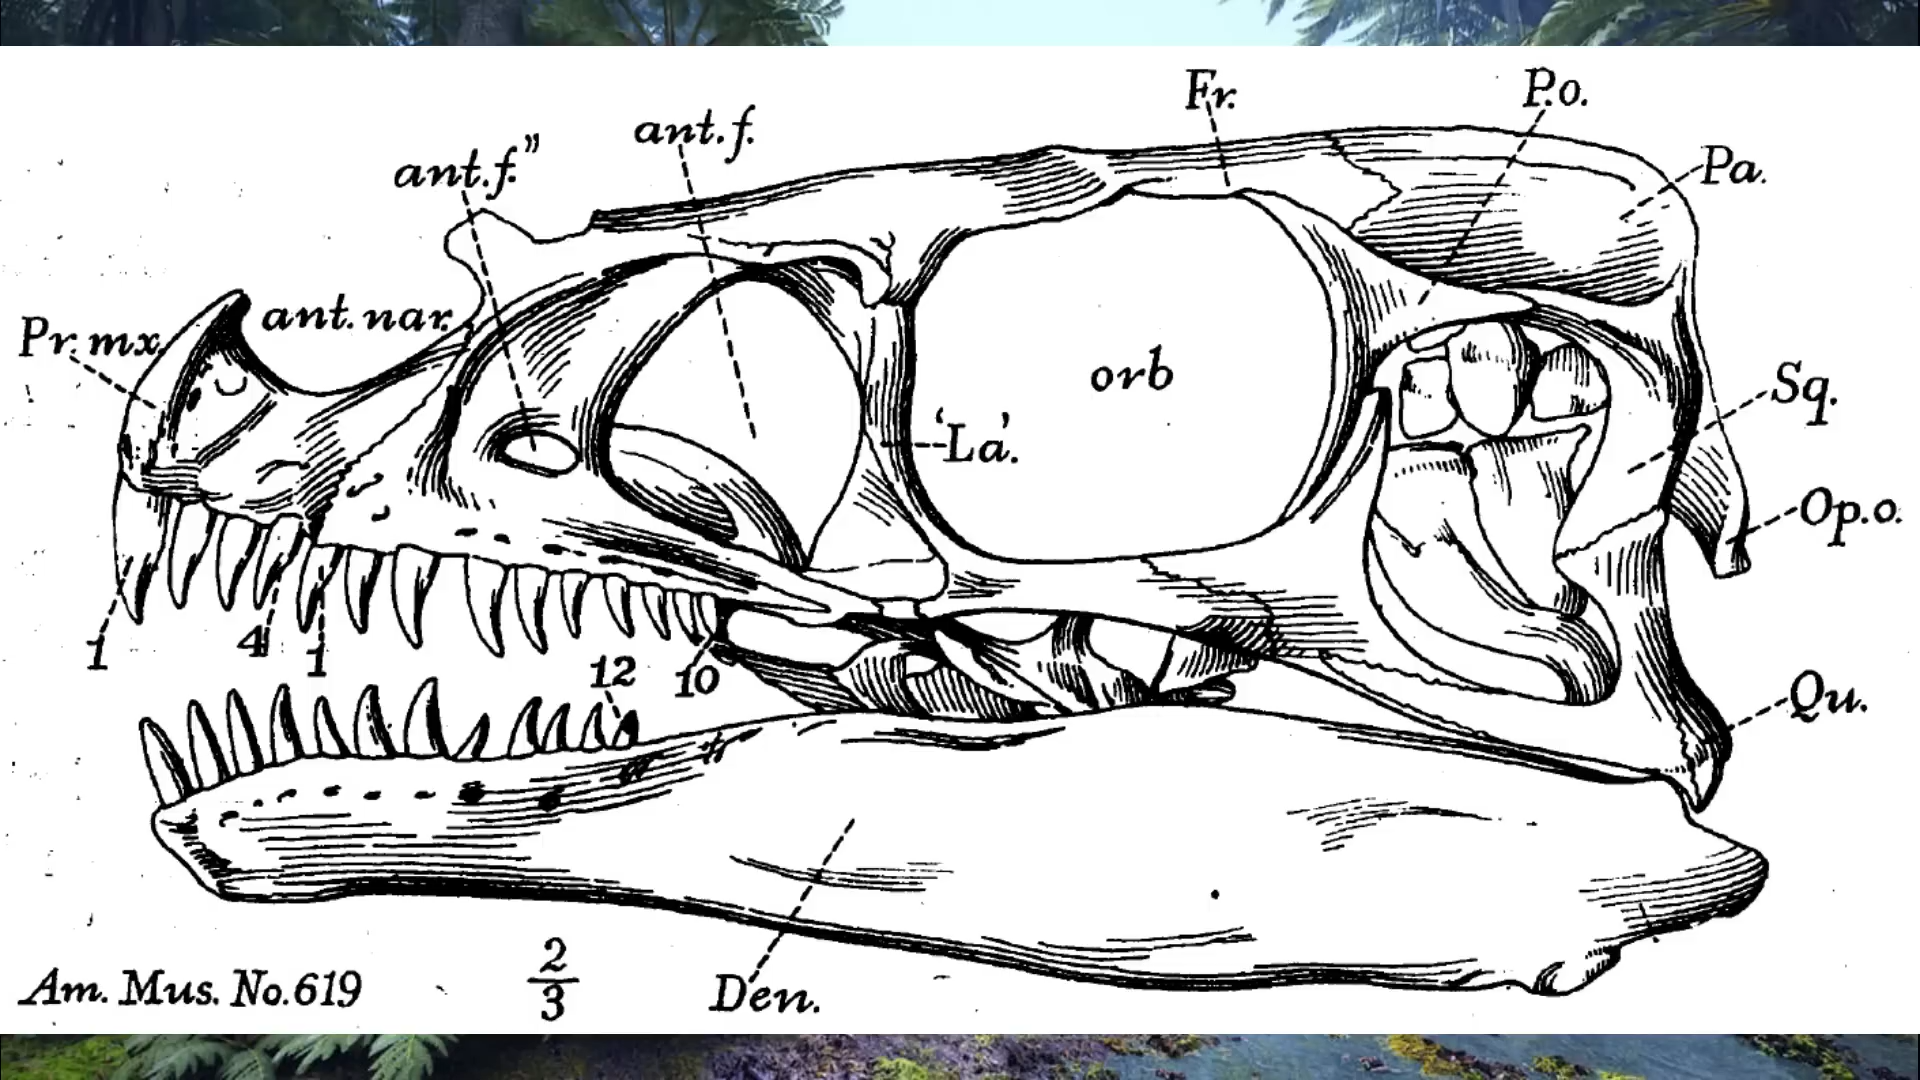 Fr.
P.o.
ant.f.
ant.f."
Pa.
Pr.mx.
ant.nar.
orb
'La'.
Sq.
Op.o.
1
4
1
12
10
Qu.
Am. Mus. No. 619
2
3
Den.